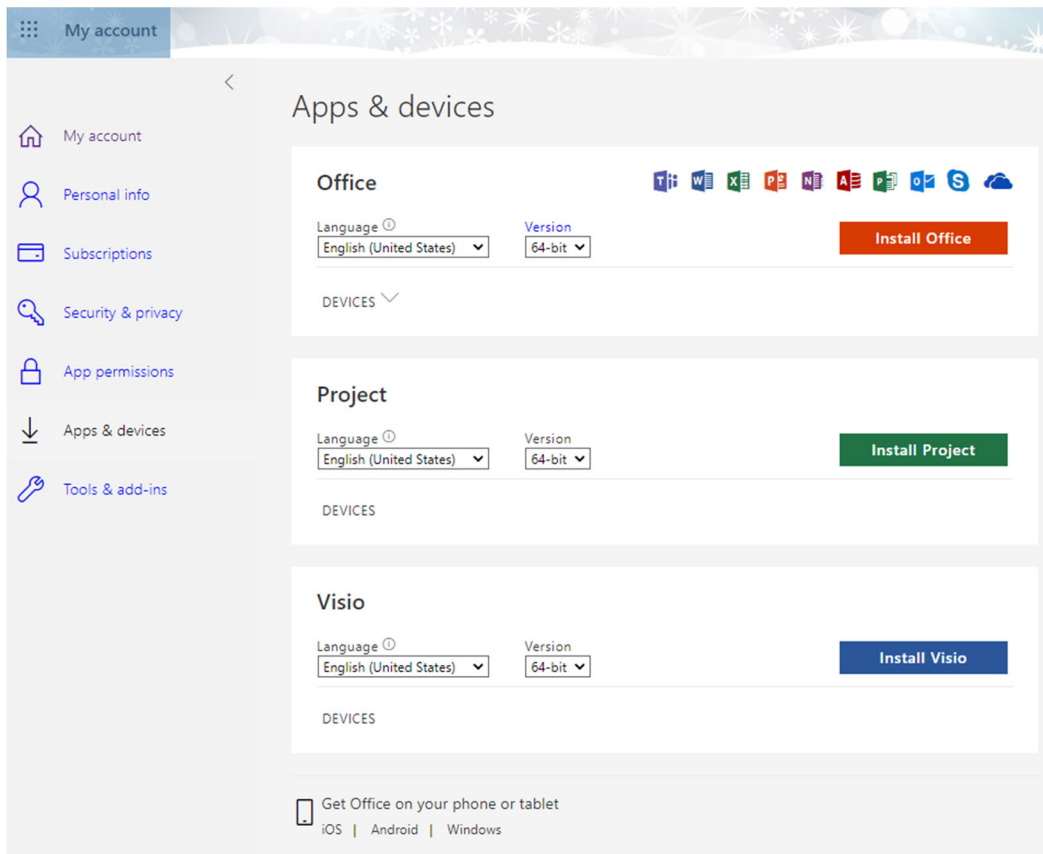 My account
My account
Personal info
Subscriptions
Security & privacy
App permissions
Apps & devices
Tools & add-ins
Apps & devices
Office
Language
Version
English (United States)
64-bit
Install Office
DEVICES
Project
Language
Version
English (United States)
64-bit
Install Project
DEVICES
Visio
Language
Version
English (United States)
64-bit
Install Visio
DEVICES
Get Office on your phone or tablet
iOS | Android | Windows